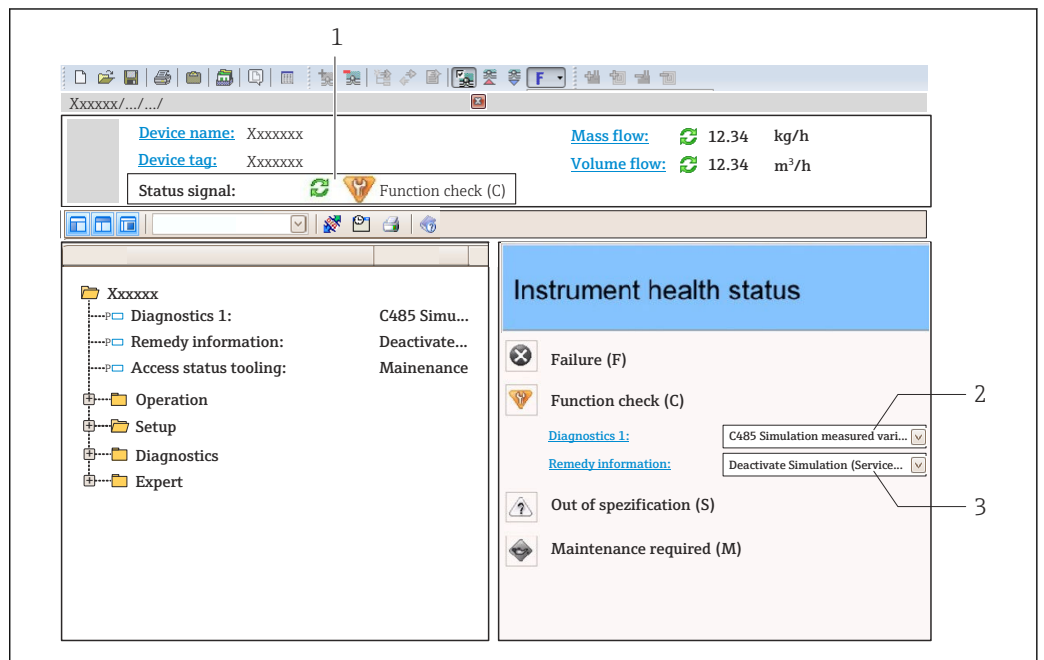 1
F
Xxxxxx/.../.../
Device name: Xxxxxxx
Mass flow: 12.34 kg/h
Device tag: Xxxxxxx
Volume flow: 12.34 m³/h
Status signal: Function check (C)
Xxxxxx
P Diagnostics 1: C485 Simu...
P Remedy information: Deactivate...
P Access status tooling: Mainenance
Operation
Setup
Diagnostics
Expert
Instrument health status
Failure (F)
Function check (C)
2
Diagnostics 1: C485 Simulation measured vari...
Remedy information: Deactivate Simulation (Service...
Out of spezification (S)
3
Maintenance required (M)